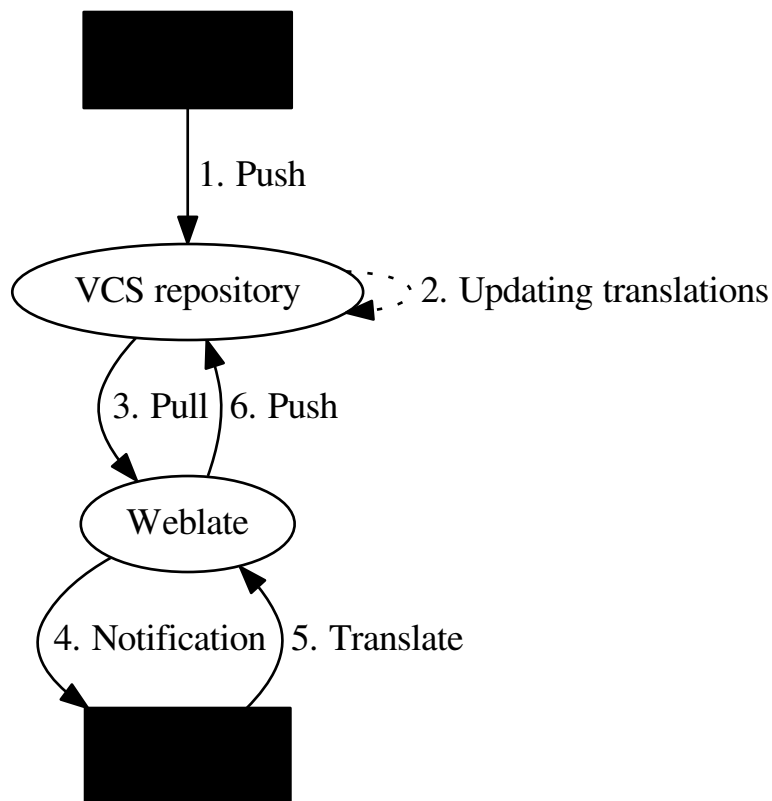 1. Push
VCS repository
2. Updating translations
3. Pull
6. Push
Weblate
4. Notification
5. Translate